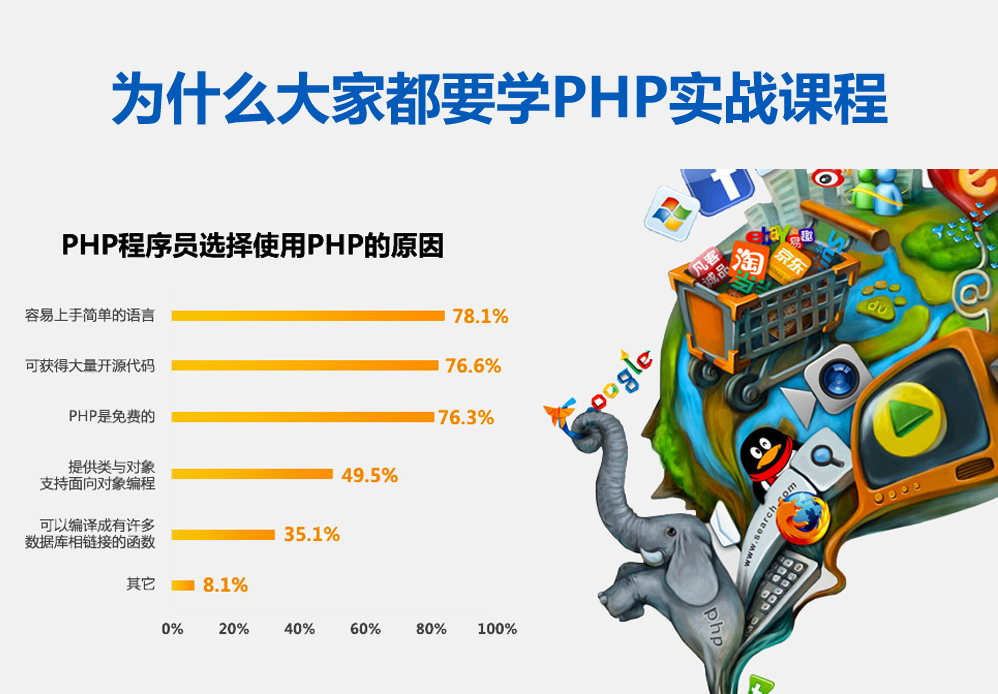 为什么大家都要学PHP实战课程
PHP程序员选择使用PHP的原因
容易上手简单的语言
78.1%
可获得大量开源代码
76.6%
PHP是免费的
76.3%
提供类与对象
支持面向对象编程
49.5%
可以编译成有许多
数据库相链接的函数
35.1%
其它
8.1%
0% 20% 40% 60% 80% 100%
f
ebay
易趣
凡客
诚品
淘
京东
当当
du
@
Google
www.search.com
php
t